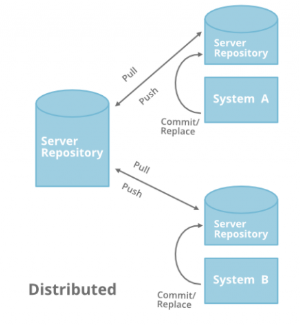 Server
Repository
Pull
Push
System A
Commit/
Replace
Server
Repository
Pull
Push
Server
Repository
System B
Commit/
Replace
Distributed